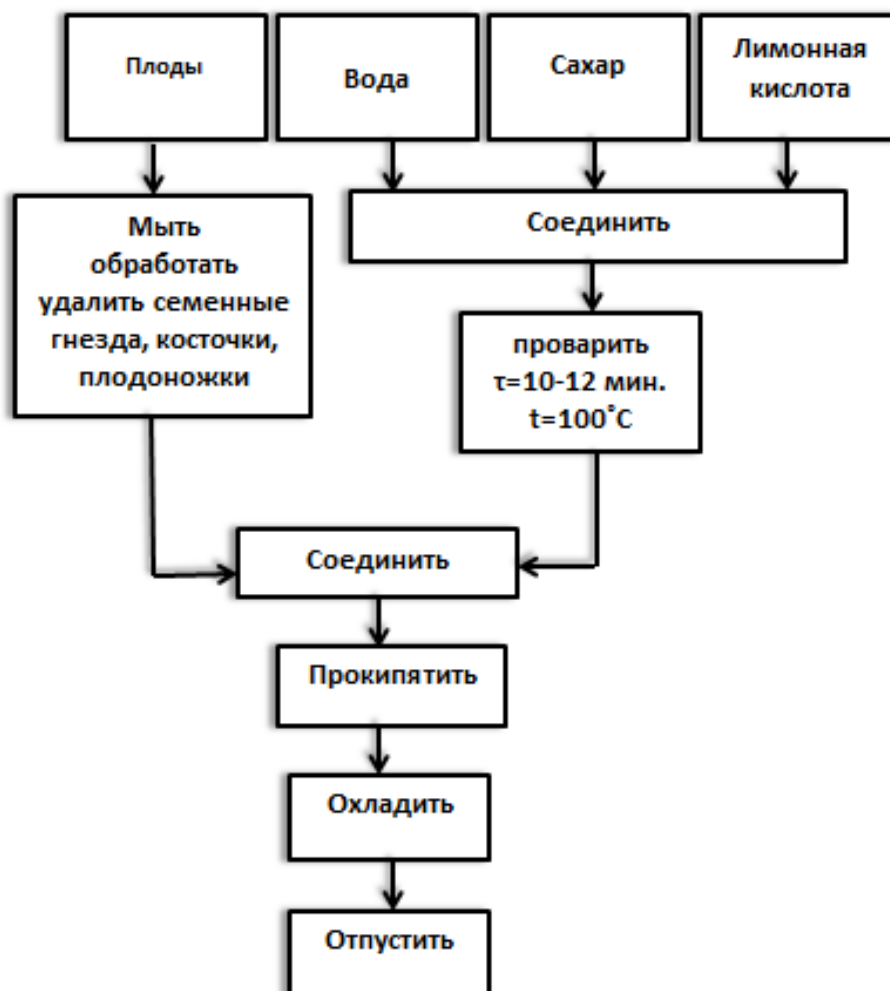 Плоды
Вода
Сахар
Лимонная
кислота
Мыть
обработать
удалить семенные
гнезда, косточки,
плодоножки
Соединить
проварить
τ=10-12 мин.
t=100˚С
Соединить
Прокипятить
Охладить
Отпустить